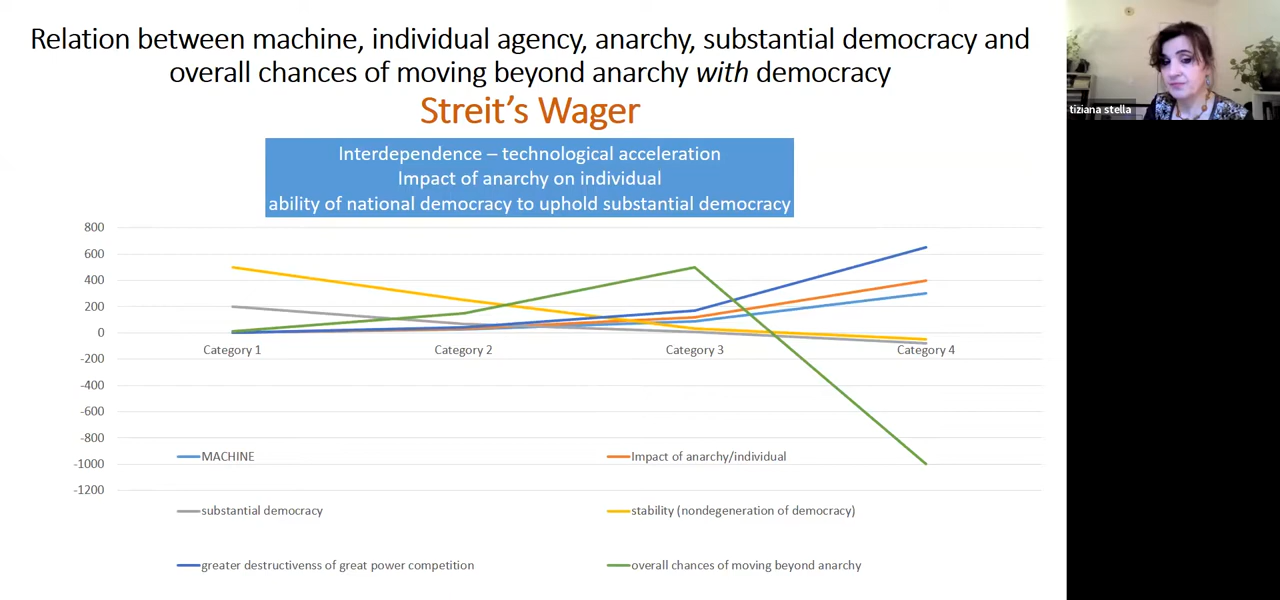 Relation between machine, individual agency, anarchy, substantial democracy and
overall chances of moving beyond anarchy with democracy
Streit's Wager
tiziana stella
Interdependence – technological acceleration
Impact of anarchy on individual
ability of national democracy to uphold substantial democracy
800
600
400
200
0
-200
-400
-600
-800
-1000
-1200
Category 1
Category 2
Category 3
Category 4
MACHINE
Impact of anarchy/individual
substantial democracy
stability (nondegeneration of democracy)
greater destructivenss of great power competition
overall chances of moving beyond anarchy